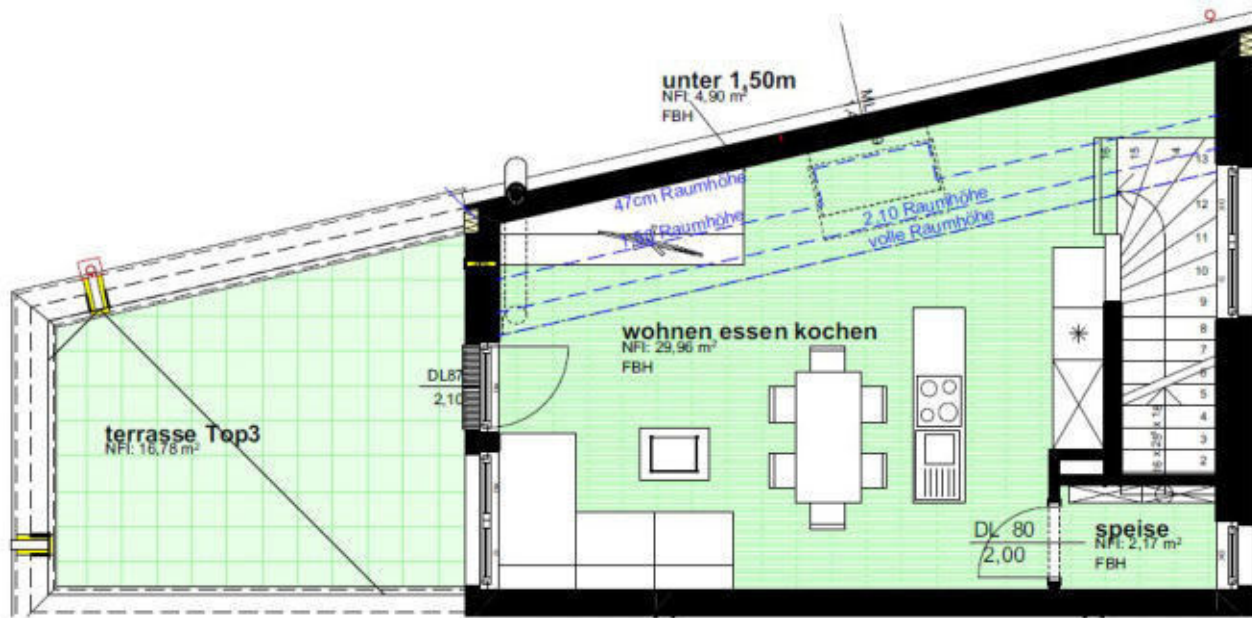 unter 1,50m
NFl: 4,90 m²
FBH
47cm Raumhöhe
1,50 Raumhöhe
2,10 Raumhöhe
volle Raumhöhe
wohnen essen kochen
NFl: 29,96 m²
FBH
DL87
2,10
terrasse Top3
NFl: 16,78 m²
DL 80
2,00
speise
NFl: 2,17 m²
FBH
16
15
4
13
12
11
10
9
8
7
6
5
4
3
2